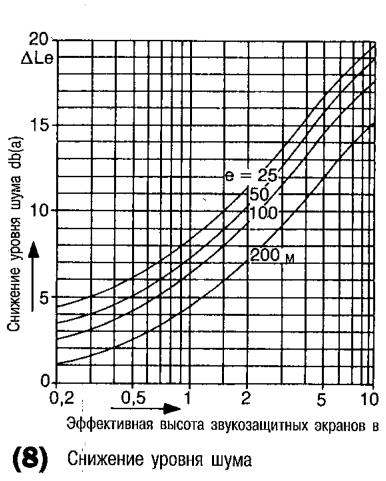 20
ΔLe
15
10
5
0
Снижение уровня шума db(a)
e = 25
50
100
200 м
0,2 0,5 1 2 5 10
Эффективная высота звукозащитных экранов в
(8) Снижение уровня шума